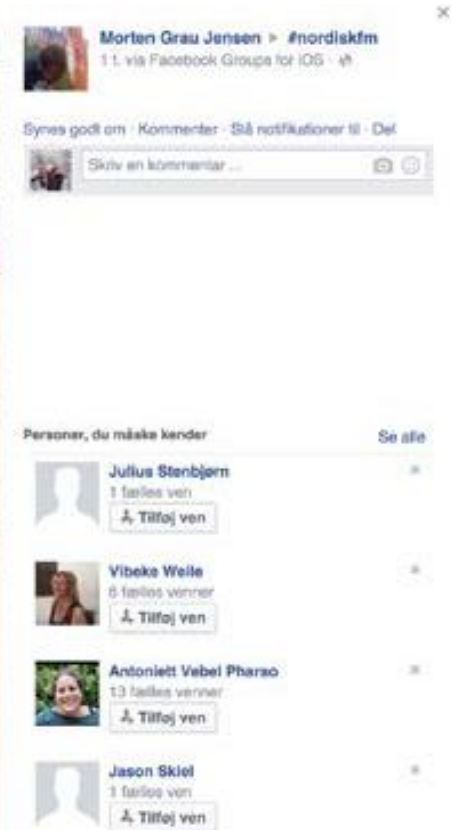 Morten Grau Jensen ▸ #nordiskfm
11. via Facebook Groups for iOS ·
Synes godt om · Kommenter · Slå notifikationer til · Del
Skriv en kommentar ...
Personer, du måske kender
Se alle
Julius Stenbjørn
1 fælles ven
Tilføj ven
Vibeke Welle
6 fælles venner
Tilføj ven
Antoniett Vebel Pharao
13 fælles venner
Tilføj ven
Jason Skiel
1 fælles ven
Tilføj ven